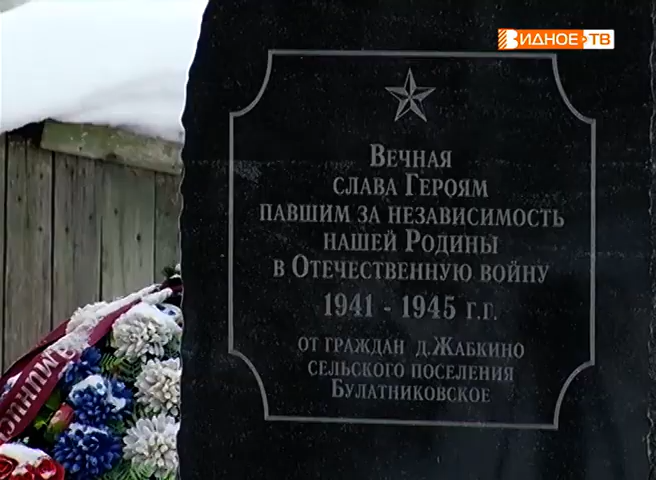 ВИДНОЕ ТВ
Вечная
слава Героям
павшим за независимость
нашей Родины
в Отечественную войну
1941 - 1945 г.г.
от граждан д.Жабкино
сельского поселения
Булатниковское